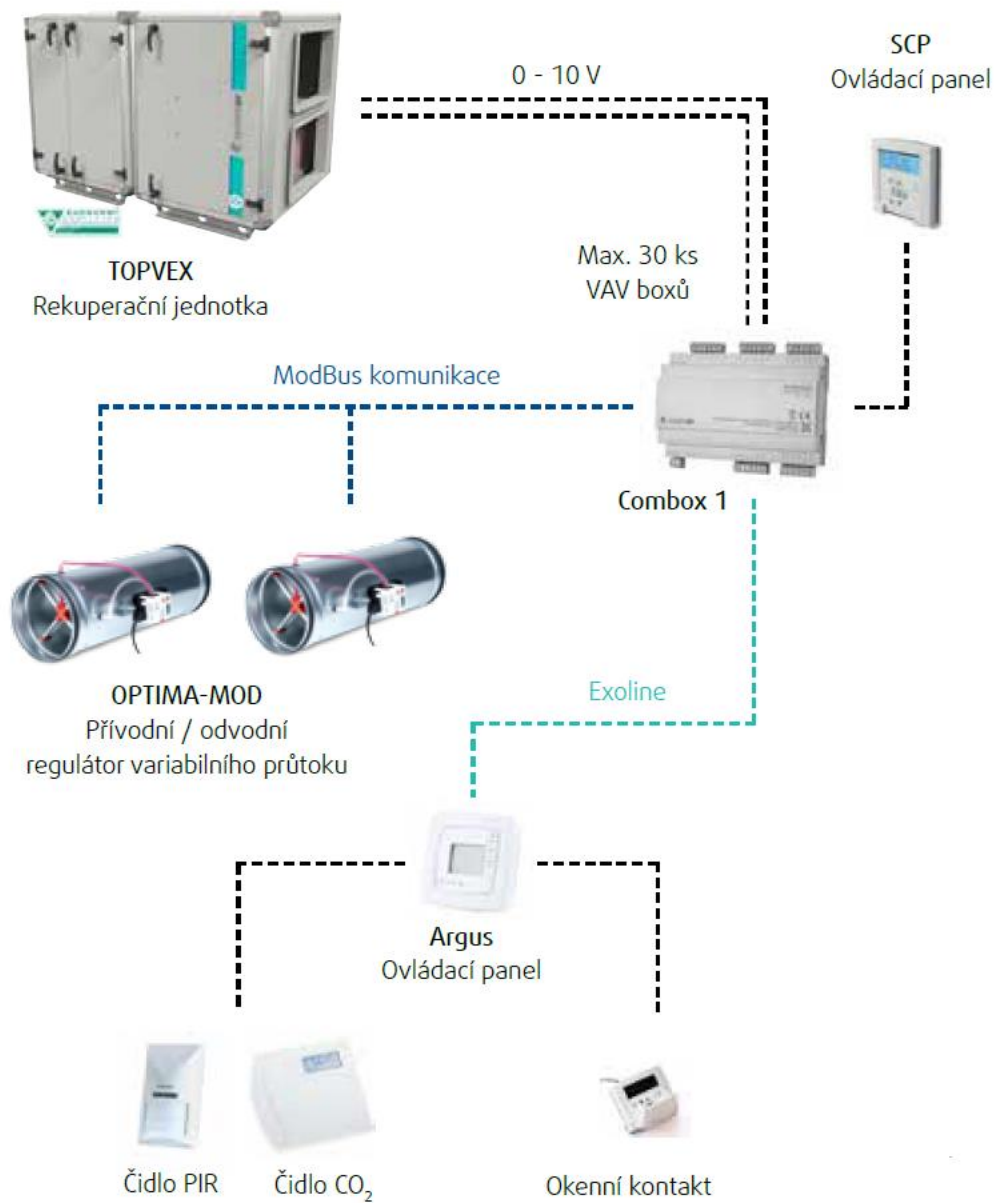 0 - 10 V
SCP
Ovládací panel
TOPVEX
Rekuperační jednotka
Max. 30 ks
VAV boxů
ModBus komunikace
Combox 1
OPTIMA-MOD
Přívodní / odvodní
regulátor variabilního průtoku
Exoline
Argus
Ovládací panel
Čidlo PIR
Čidlo CO₂
Okenní kontakt